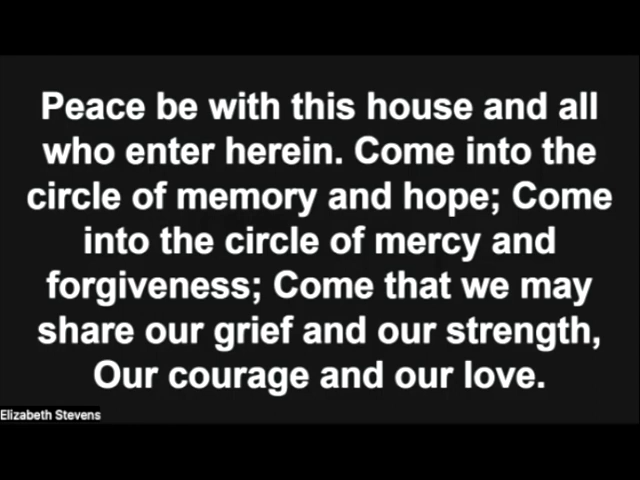 Peace be with this house and all
who enter herein. Come into the
circle of memory and hope; Come
into the circle of mercy and
forgiveness; Come that we may
share our grief and our strength,
Our courage and our love.
Elizabeth Stevens